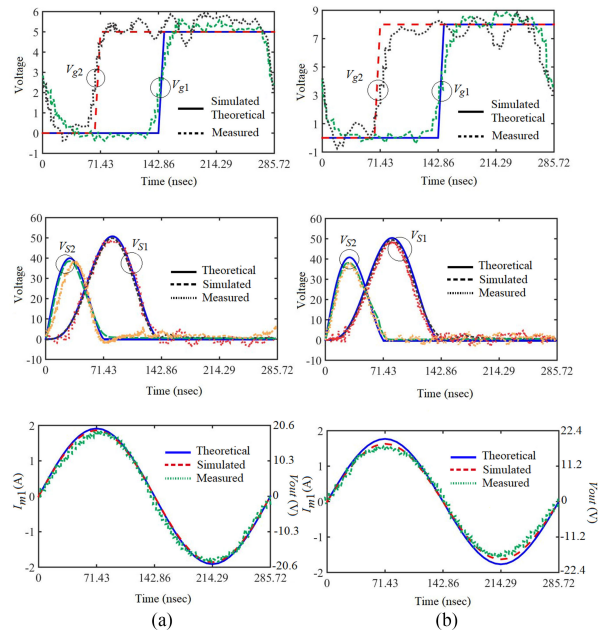 6
5
4
3
2
1
0
-1
Voltage
Vg2
Vg1
Simulated
Theoretical
Measured
0
71.43
142.86
214.29
285.72
Time (nsec)
9
7
5
3
1
-1
Voltage
Vg2
Vg1
Simulated
Theoretical
Measured
0
71.43
142.86
214.29
285.72
Time (nsec)
60
50
40
30
20
10
0
-10
Voltage
VS2
VS1
Theoretical
Simulated
Measured
0
71.43
142.86
214.29
285.72
Time (nsec)
60
50
40
30
20
10
0
-10
Voltage
VS2
VS1
Theoretical
Simulated
Measured
0
71.43
142.86
214.29
285.72
Time (nsec)
2
1
0
-1
-2
Im1(A)
Theoretical
Simulated
Measured
20.6
10.3
0
-10.3
-20.6
Vout (A)
0
71.43
142.86
214.29
285.72
Time (nsec)
2
1
0
-1
-2
Im1(A)
Theoretical
Simulated
Measured
22.4
11.2
0
-11.2
-22.4
Vout (V)
0
71.43
142.86
214.29
285.72
Time (nsec)
(a)
(b)